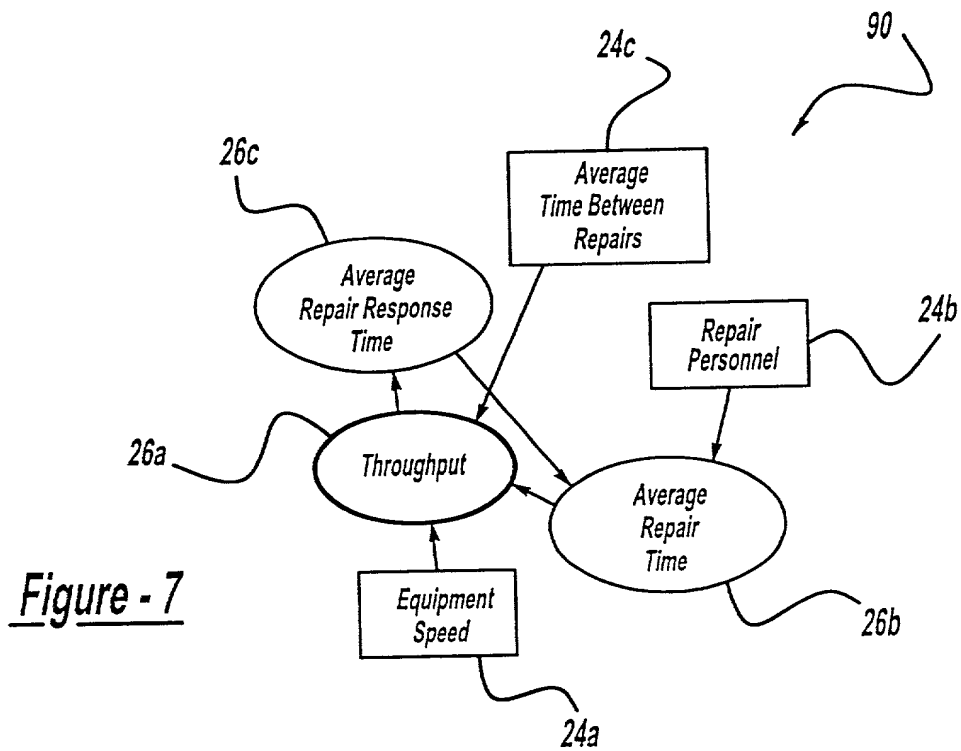 90
24c
Average
Time Between
Repairs
26c
Average
Repair Response
Time
24b
Repair
Personnel
26a
Throughput
Average
Repair
Time
Figure - 7
Equipment
Speed
26b
24a